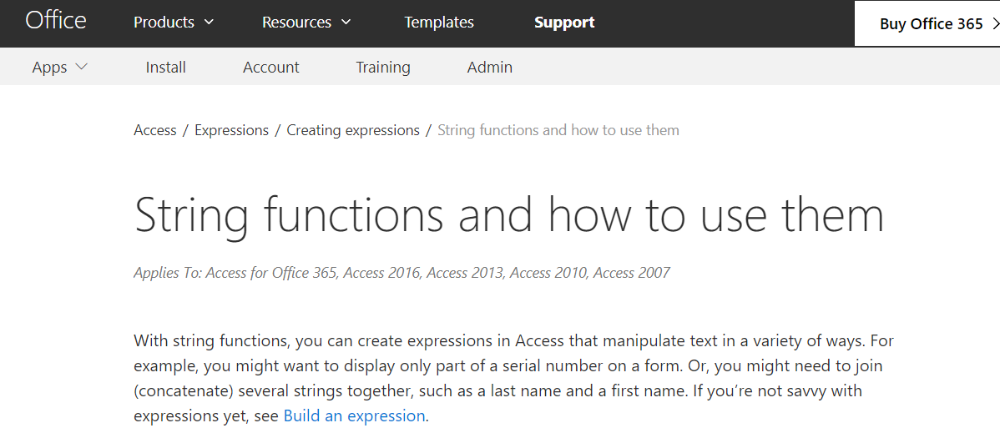 Office Products Resources Templates Support Buy Office 365
Apps Install Account Training Admin
Access / Expressions / Creating expressions / String functions and how to use them
String functions and how to use them
Applies To: Access for Office 365, Access 2016, Access 2013, Access 2010, Access 2007
With string functions, you can create expressions in Access that manipulate text in a variety of ways. For
example, you might want to display only part of a serial number on a form. Or, you might need to join
(concatenate) several strings together, such as a last name and a first name. If you’re not savvy with
expressions yet, see Build an expression.